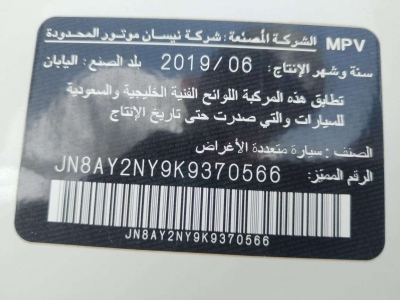 MPV الشركة المصنعة : شركة نيسان موتور المحدودة
سنة وشهر الإنتاج: 06 /2019 بلد الصنع: اليابان
تطابق هذه المركبة اللوائح الفنية الخليجية والسعودية
للسيارات والتي صدرت حتى تاريخ الإنتاج
الصنف : سيارة متعددة الأغراض
الرقم المميز: JN8AY2NY9K9370566
JN8AY2NY9K9370566